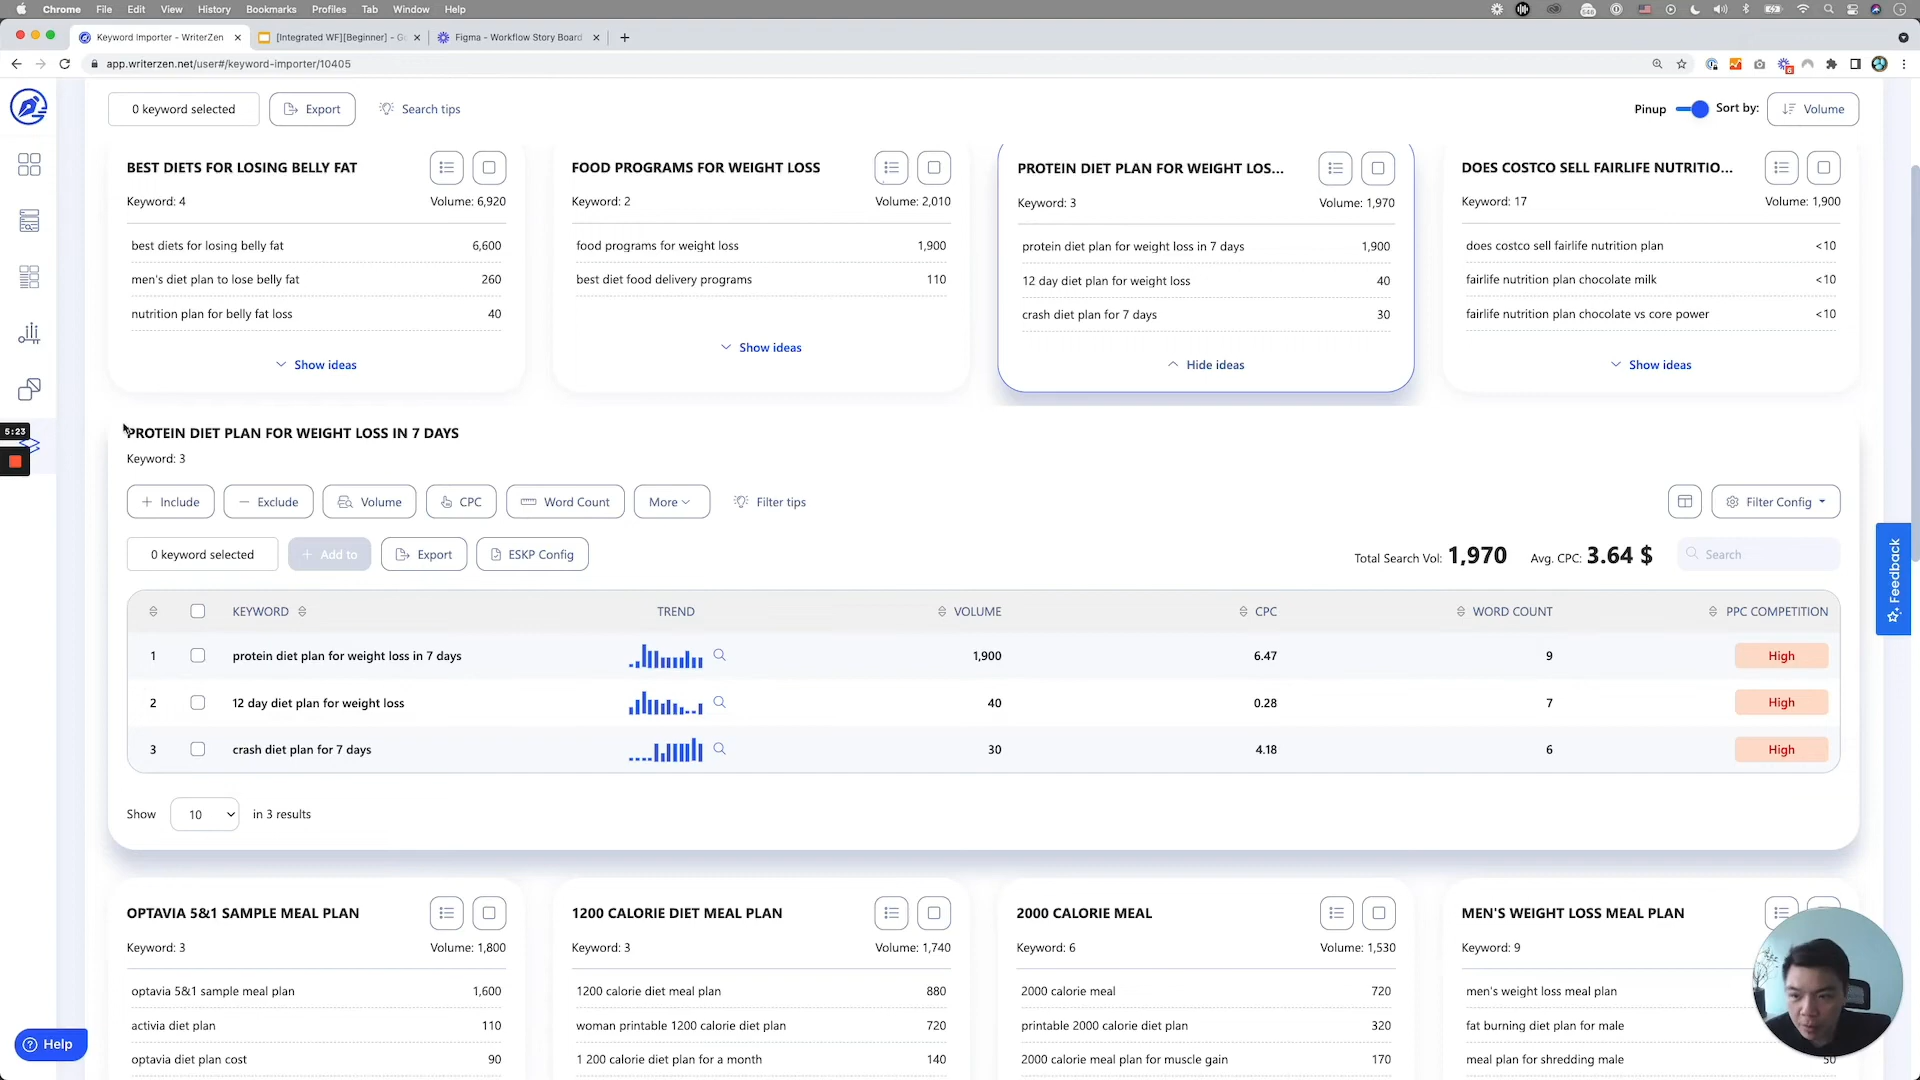 Chrome File Edit View History Bookmarks Profiles Tab Window Help
Keyword Importer - WriterZen [Integrated WF][Beginner] - G Figma - Workflow Story Board
app.writerzen.net/user#/keyword-importer/10405
0 keyword selected Export Search tips Pinup Sort by: Volume
BEST DIETS FOR LOSING BELLY FAT
Keyword: 4 Volume: 6,920
best diets for losing belly fat 6,600
men's diet plan to lose belly fat 260
nutrition plan for belly fat loss 40
Show ideas
FOOD PROGRAMS FOR WEIGHT LOSS
Keyword: 2 Volume: 2,010
food programs for weight loss 1,900
best diet food delivery programs 110
Show ideas
PROTEIN DIET PLAN FOR WEIGHT LOS...
Keyword: 3 Volume: 1,970
protein diet plan for weight loss in 7 days 1,900
12 day diet plan for weight loss 40
crash diet plan for 7 days 30
Hide ideas
DOES COSTCO SELL FAIRLIFE NUTRITIO...
Keyword: 17 Volume: 1,900
does costco sell fairlife nutrition plan <10
fairlife nutrition plan chocolate milk <10
fairlife nutrition plan chocolate vs core power <10
Show ideas
5:23
PROTEIN DIET PLAN FOR WEIGHT LOSS IN 7 DAYS
Keyword: 3
Include Exclude Volume CPC Word Count More Filter tips Filter Config
0 keyword selected + Add to Export ESKP Config Total Search Vol: 1,970 Avg. CPC: 3.64 $ Search
Feedback
KEYWORD TREND VOLUME CPC WORD COUNT PPC COMPETITION
1 protein diet plan for weight loss in 7 days 1,900 6.47 9 High
2 12 day diet plan for weight loss 40 0.28 7 High
3 crash diet plan for 7 days 30 4.18 6 High
Show 10 in 3 results
OPTAVIA 5&1 SAMPLE MEAL PLAN
Keyword: 3 Volume: 1,800
optavia 5&1 sample meal plan 1,600
activia diet plan 110
optavia diet plan cost 90
1200 CALORIE DIET MEAL PLAN
Keyword: 3 Volume: 1,740
1200 calorie diet meal plan 880
woman printable 1200 calorie diet plan 720
1 200 calorie diet plan for a month 140
2000 CALORIE MEAL
Keyword: 6 Volume: 1,530
2000 calorie meal 720
printable 2000 calorie diet plan 320
2000 calorie meal plan for muscle gain 170
MEN'S WEIGHT LOSS MEAL PLAN
Keyword: 9
men's weight loss meal plan
fat burning diet plan for male
meal plan for shredding male 50
Help